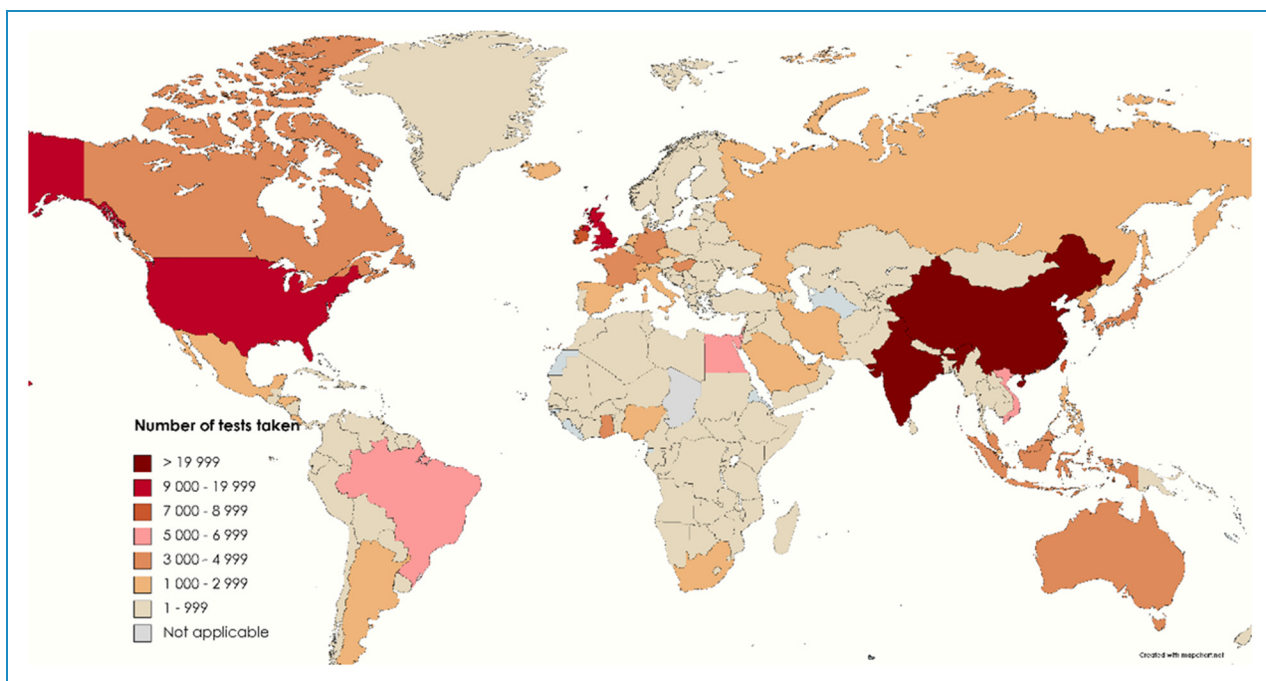 Number of tests taken
> 19 999
9 000 - 19 999
7 000 - 8 999
5 000 - 6 999
3 000 - 4 999
1 000 - 2 999
1 - 999
Not applicable
Created with mapchart.net